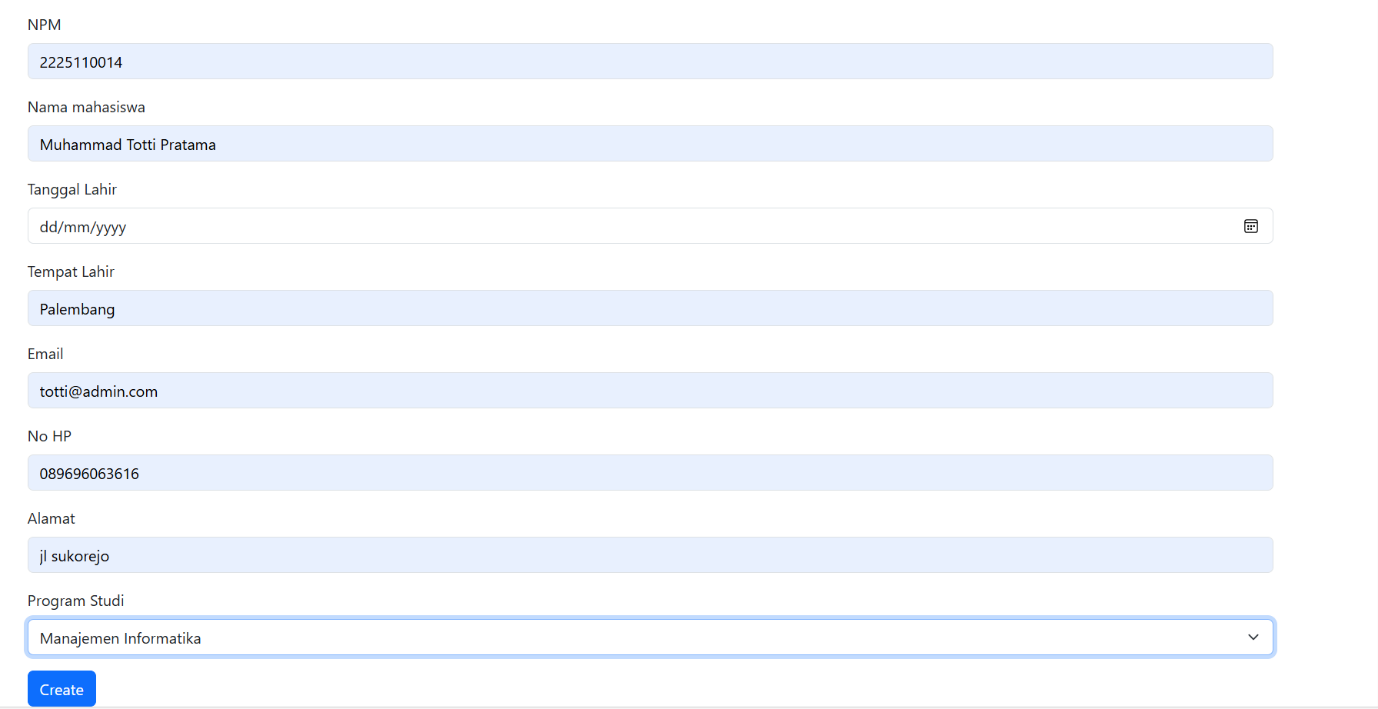 NPM
2225110014
Nama mahasiswa
Muhammad Totti Pratama
Tanggal Lahir
dd/mm/yyyy
Tempat Lahir
Palembang
Email
totti@admin.com
No HP
089696063616
Alamat
jl sukorejo
Program Studi
Manajemen Informatika
Create